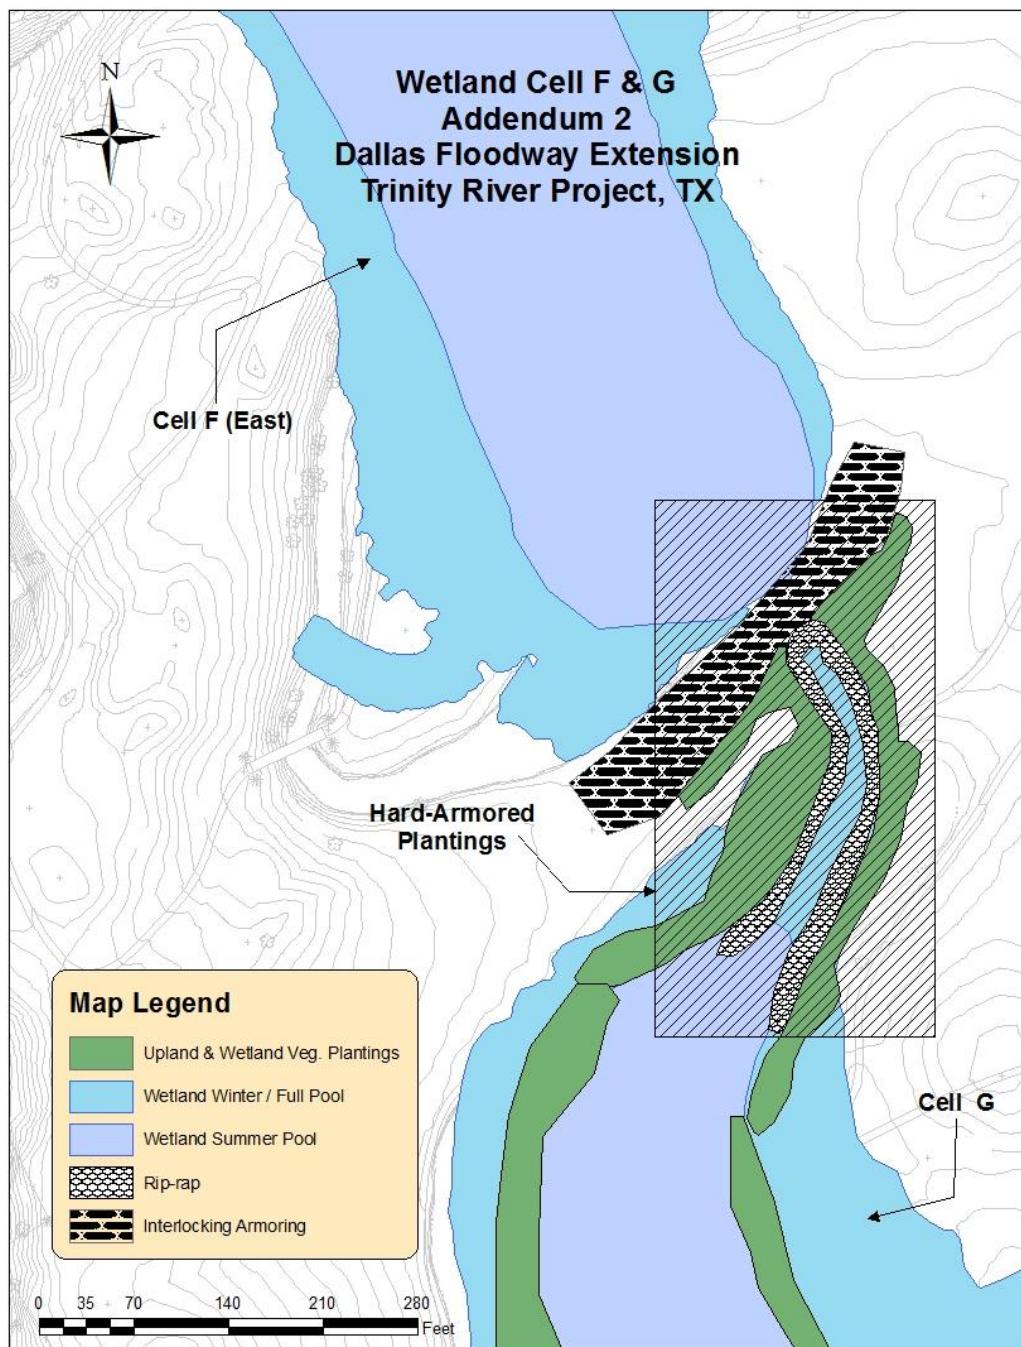 N
Wetland Cell F & G
Addendum 2
Dallas Floodway Extension
Trinity River Project, TX
Cell F (East)
Hard-Armored
Plantings
Map Legend
Upland & Wetland Veg. Plantings
Wetland Winter / Full Pool
Wetland Summer Pool
Rip-rap
Interlocking Armoring
Cell G
0 35 70 140 210 280
Feet